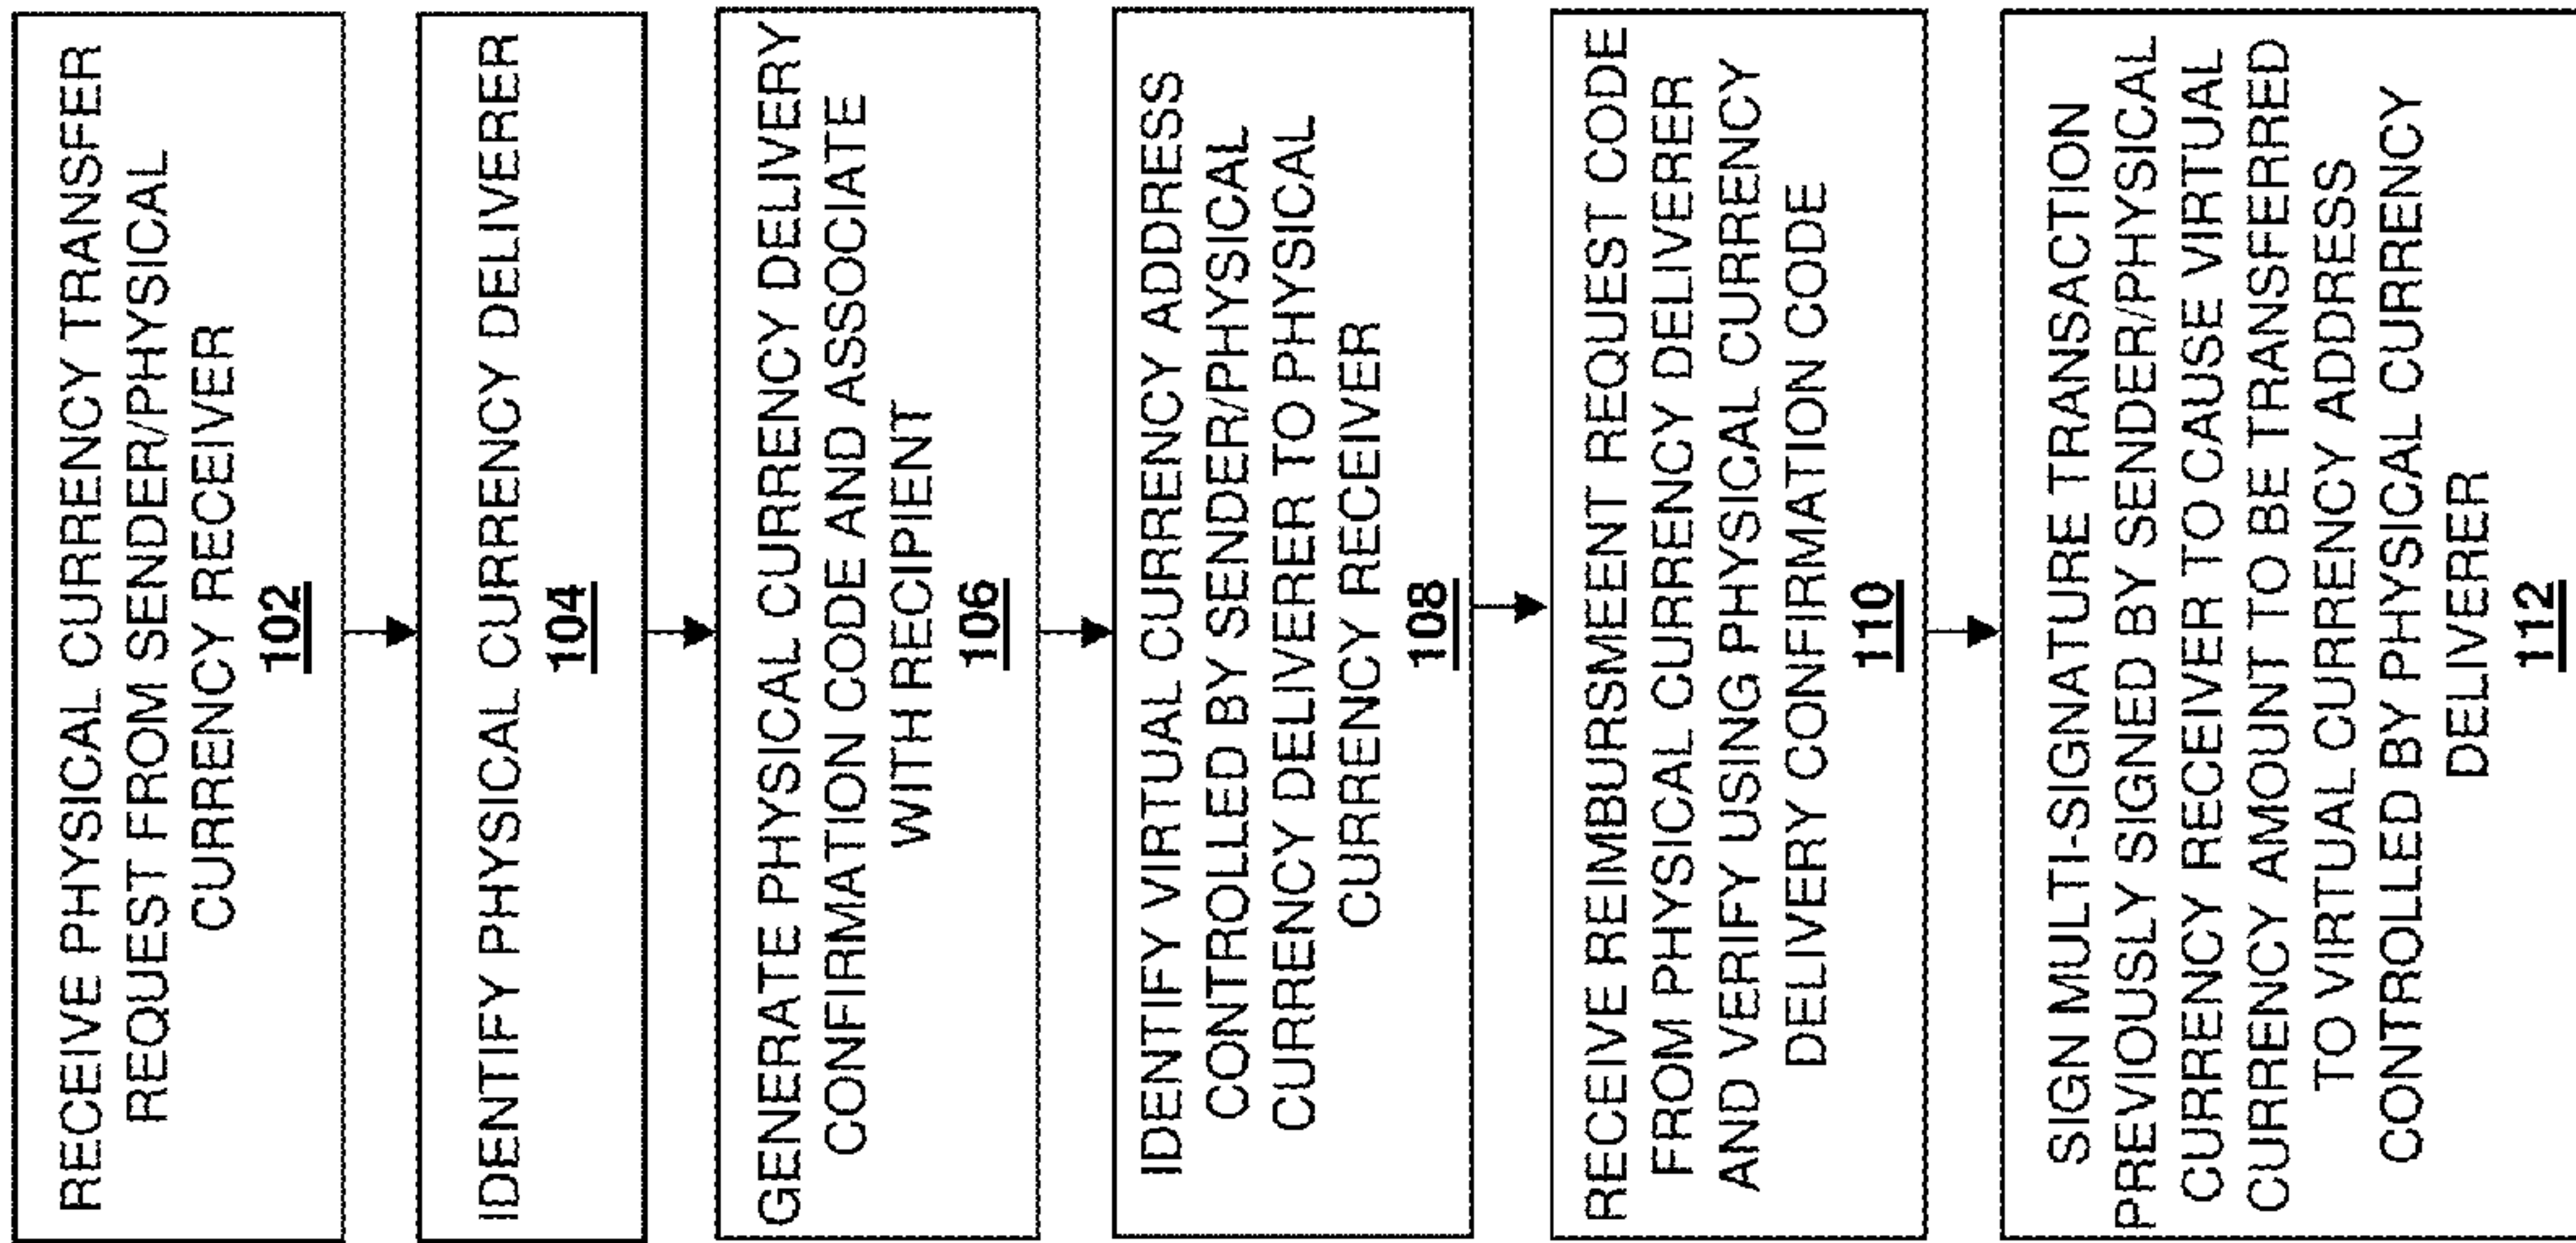 RECEIVE PHYSICAL CURRENCY TRANSFER
REQUEST FROM SENDER/PHYSICAL
CURRENCY RECEIVER
102
IDENTIFY PHYSICAL CURRENCY DELIVERER
104
GENERATE PHYSICAL CURRENCY DELIVERY
CONFIRMATION CODE AND ASSOCIATE
WITH RECIPIENT
106
IDENTIFY VIRTUAL CURRENCY ADDRESS
CONTROLLED BY SENDER/PHYSICAL
CURRENCY DELIVERER TO PHYSICAL
CURRENCY RECEIVER
108
RECEIVE REIMBURSMEENT REQUEST CODE
FROM PHYSICAL CURRENCY DELIVERER
AND VERIFY USING PHYSICAL CURRENCY
DELIVERY CONFIRMATION CODE
110
SIGN MULTI-SIGNATURE TRANSACTION
PREVIOUSLY SIGNED BY SENDER/PHYSICAL
CURRENCY RECEIVER TO CAUSE VIRTUAL
CURRENCY AMOUNT TO BE TRANSFERRED
TO VIRTUAL CURRENCY ADDRESS
CONTROLLED BY PHYSICAL CURRENCY
DELIVERER
112